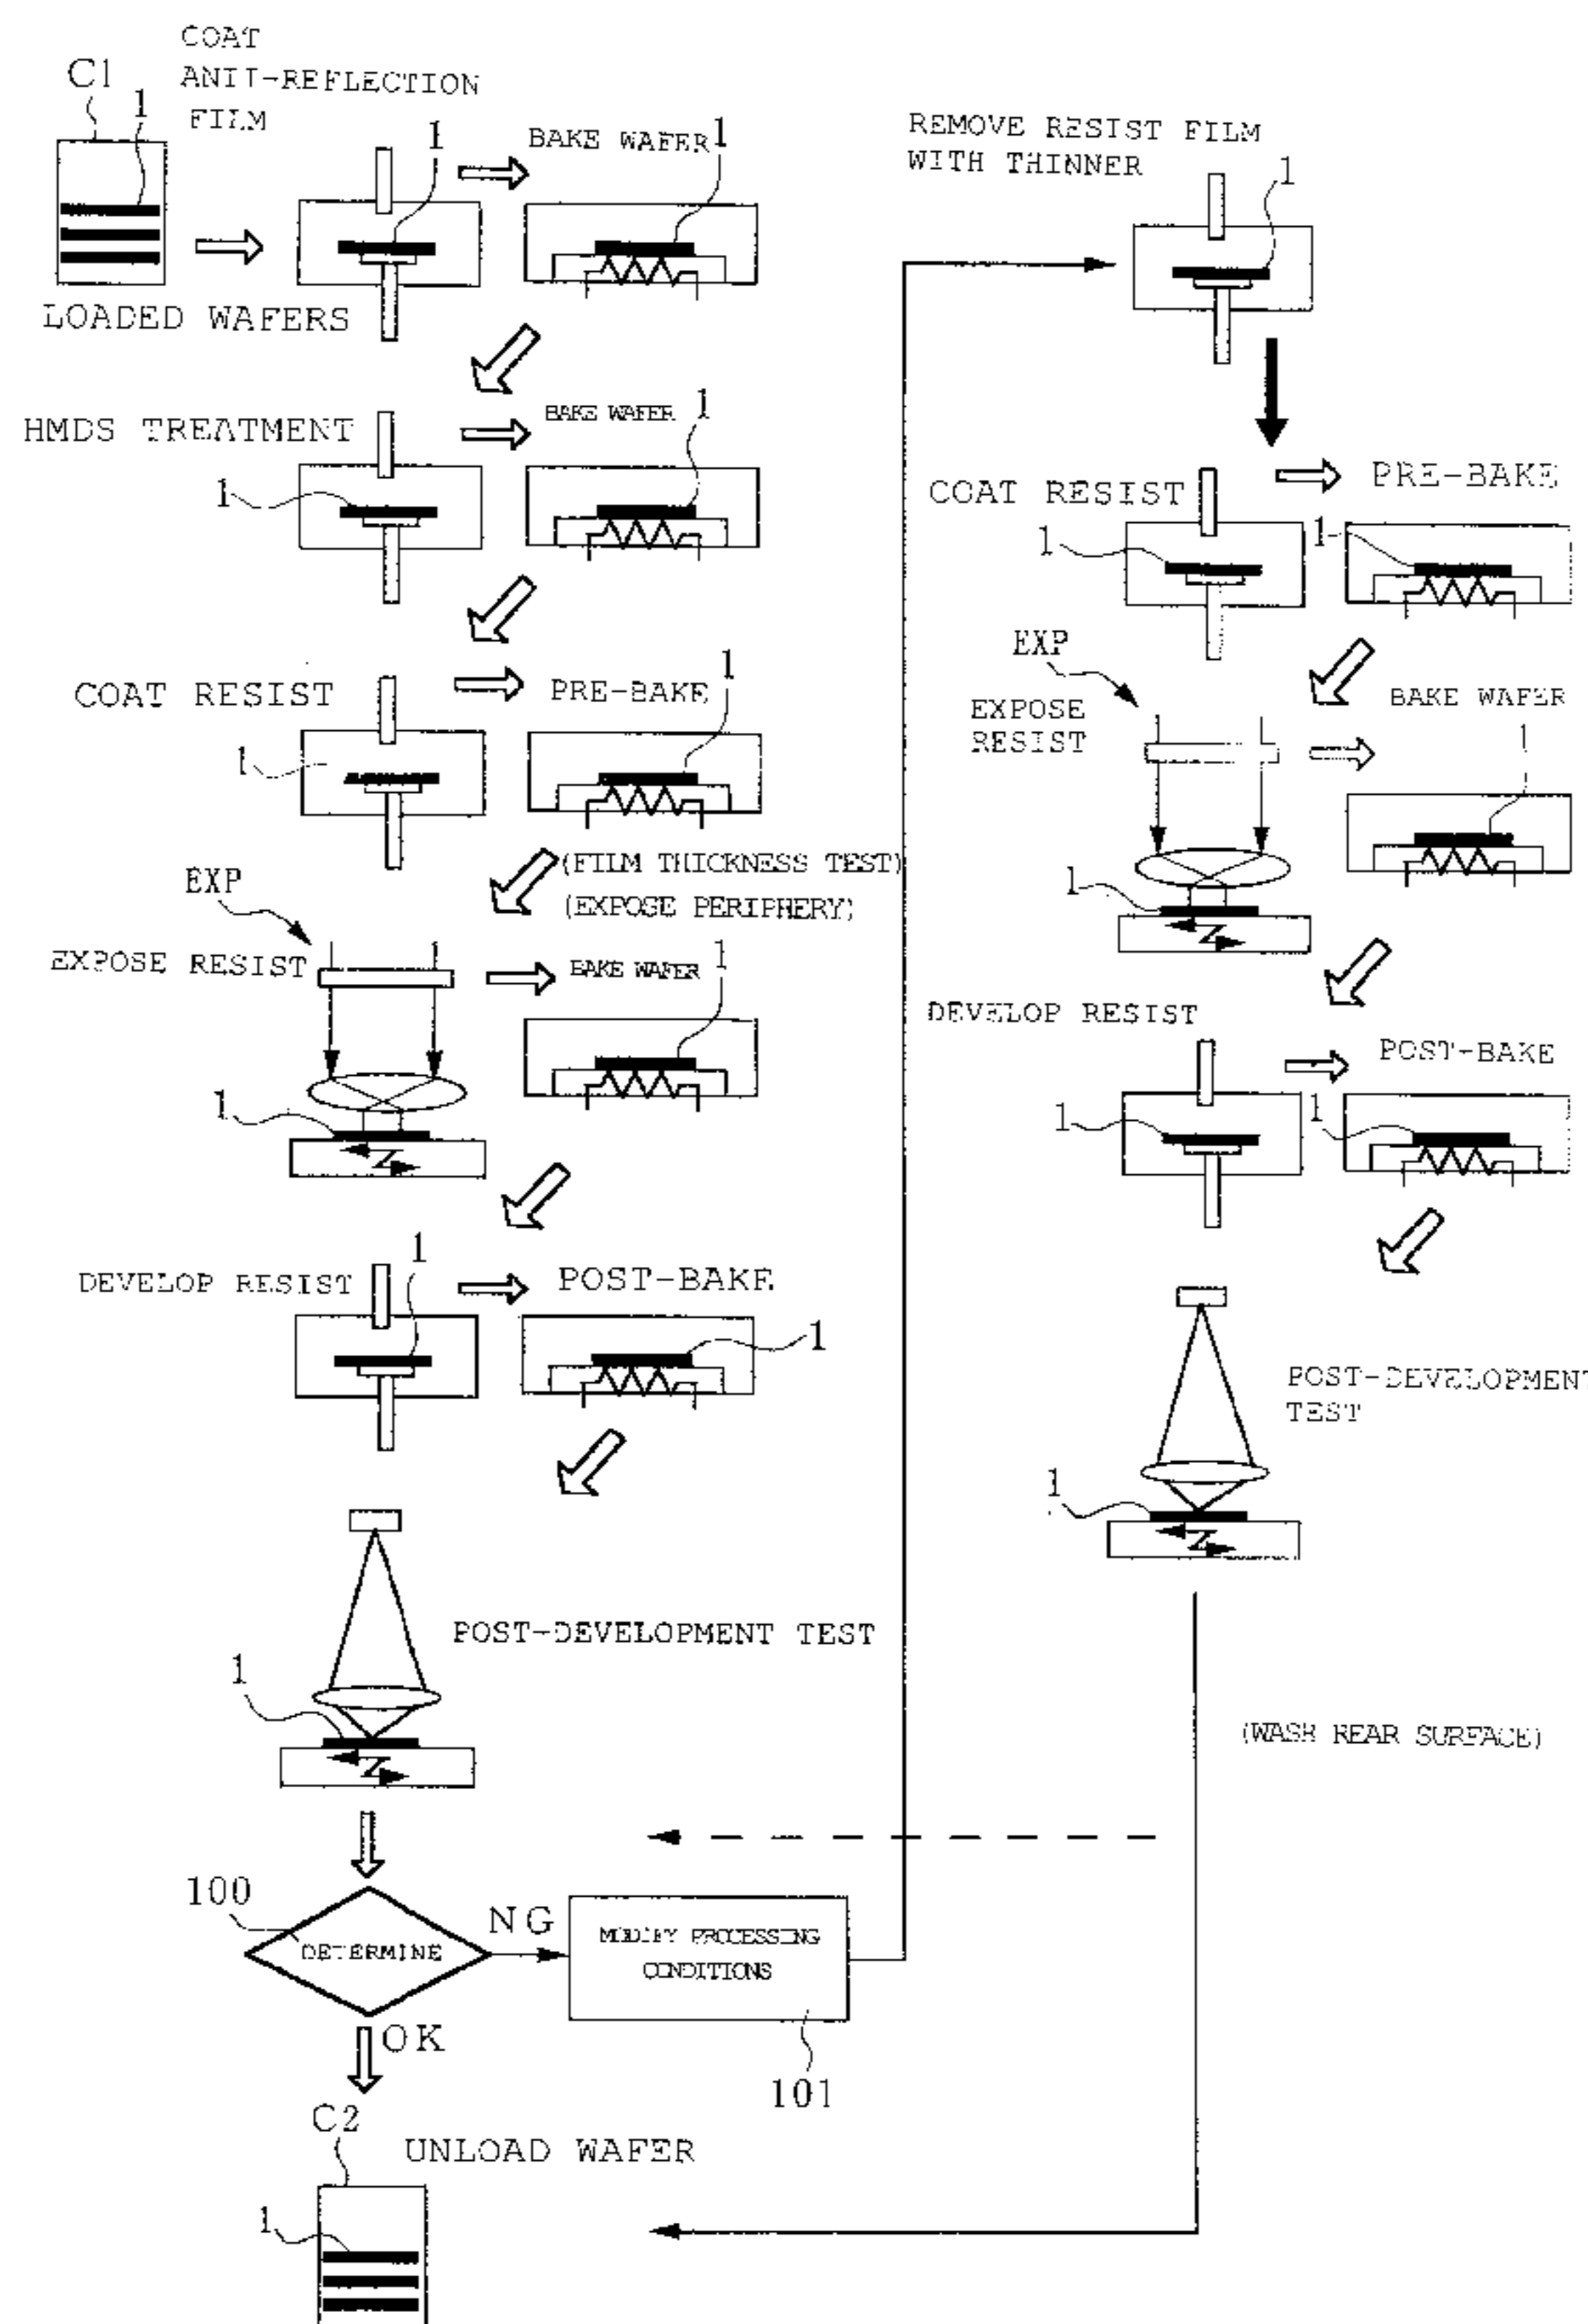 COAT
ANIT-REFLECTION
FILM
C1
1
1
BAKE WAFER
1
LOADED WAFERS
HMDS TREATMENT
BAKE WAFER
1
1
COAT RESIST
PRE-BAKE
1
1
(FILM THICKNESS TEST)
(EXPOSE PERIPHERY)
EXP
EXPOSE RESIST
BAKE WAFER
1
1
DEVELOP RESIST
1
POST-BAKE
1
POST-DEVELOPMENT TEST
1
100
DETERMINE
NG
MODIFY PROCESSING
CONDITIONS
101
OK
C2
UNLOAD WAFER
1
REMOVE RESIST FILM
WITH THINNER
1
COAT RESIST
PRE-BAKE
1
1
EXP
EXPOSE
RESIST
BAKE WAFER
1
1
DEVELOP RESIST
POST-BAKE
1
1
POST-DEVELOPMENT
TEST
1
(WASH REAR SURFACE)